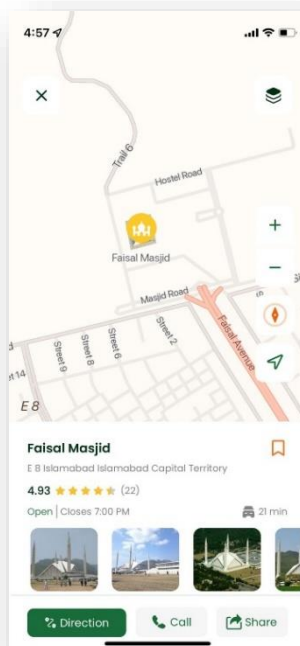 4:57
Trail 6
Hostel Road
Faisal Masjid
Masjid Road
Street 9
Street 8
Street 6
Street 2
Faisal Avenue
S
St
et 14
E 8
Faisal Masjid
E 8 Islamabad Islamabad Capital Territory
4.93 (22)
Open | Closes 7:00 PM
21 min
Direction
Call
Share